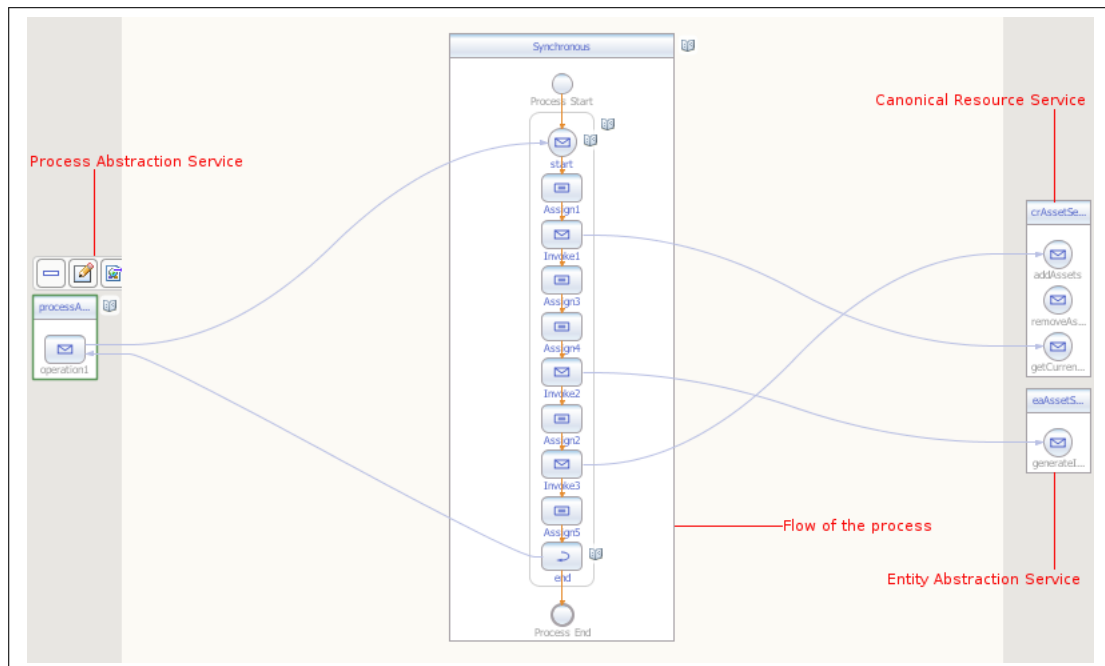 Synchronous
Process Start
start
Assign1
Invoke1
Assign3
Assign4
Invoke2
Assign2
Invoke3
Assign5
end
Process End
Process Abstraction Service
processA...
operation1
Canonical Resource Service
crAssetSe...
addAssets
removeAs...
getCurren...
eaAssetS...
generateI...
Flow of the process
Entity Abstraction Service